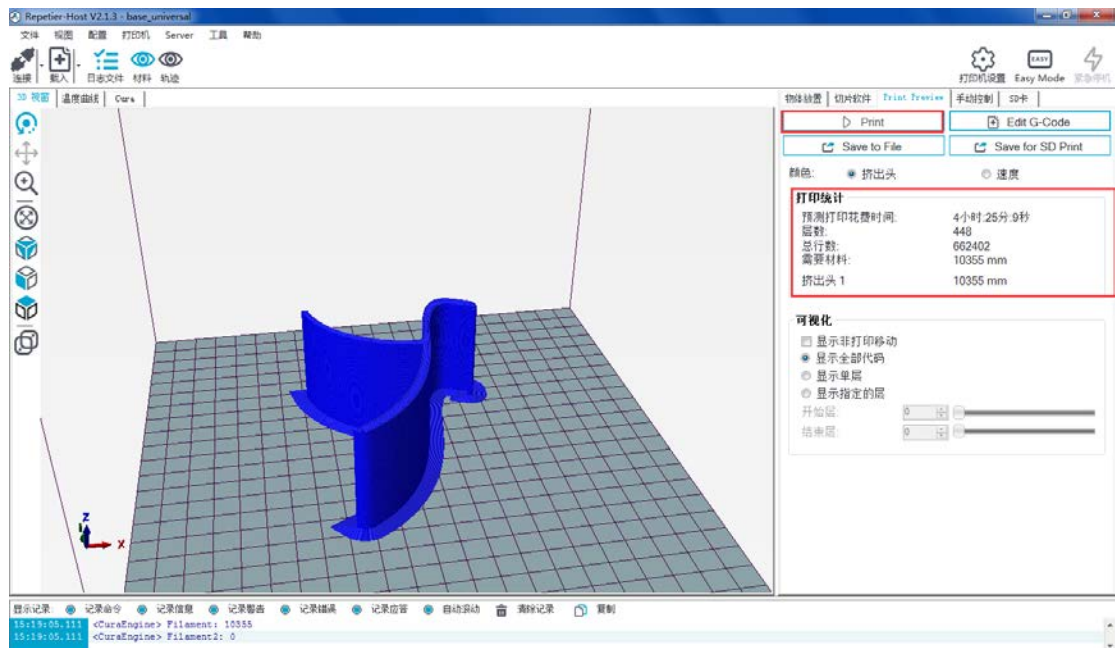 Repetier-Host V2.1.3 - base_universal
文件 视图 配置 打印机 Server 工具 帮助
连接 载入 日志文件 材料 轨迹 打印机设置 Easy Mode 紧急停机
EASY
3D 视窗 温度曲线 Cura 物体放置 切片软件 Print Preview 手动控制 SD卡
Print Edit G-Code
Save to File Save for SD Print
颜色: 挤出头 速度
打印统计
预测打印花费时间: 4小时:25分:9秒
层数: 448
总行数: 662402
需要材料: 10355 mm
挤出头 1 10355 mm
可视化
显示非打印移动
显示全部代码
显示单层
显示指定的层
开始层: 0
结束层: 0
Z
X
显示记录: 记录命令 记录信息 记录警告 记录错误 记录应答 自动滚动 清除记录 复制
15:19:05.111 <CuraEngine> Filament: 10355
15:19:05.111 <CuraEngine> Filament2: 0